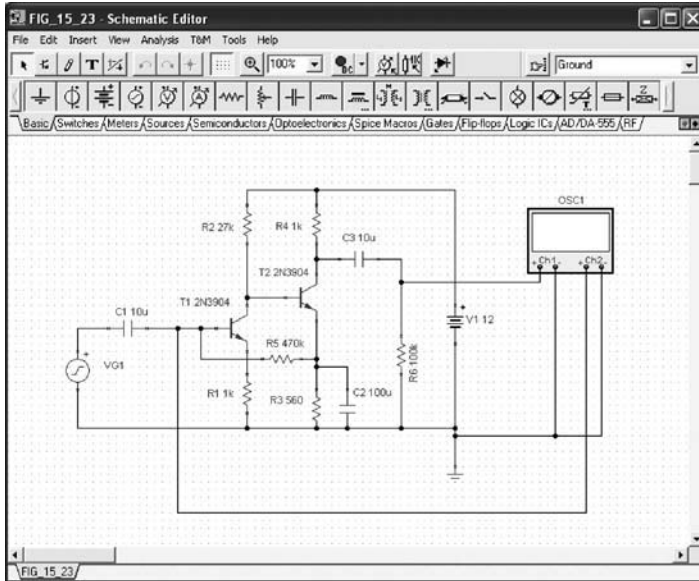 FIG_15_23 - Schematic Editor
File Edit Insert View Analysis T&M Tools Help
T 100% DC Ground
Basic Switches Meters Sources Semiconductors Optoelectronics Spice Macros Gates Flip-flops Logic ICs AD/DA-555 RF
OSC1
R2 27k R4 1k
C3 10u
+ Ch1 - + Ch2 -
T2 2N3904
T1 2N3904
C1 10u
+
V1 12
+
R5 470k
VG1
R6 100k
R1 1k
R3 560
C2 100u
FIG_15_23